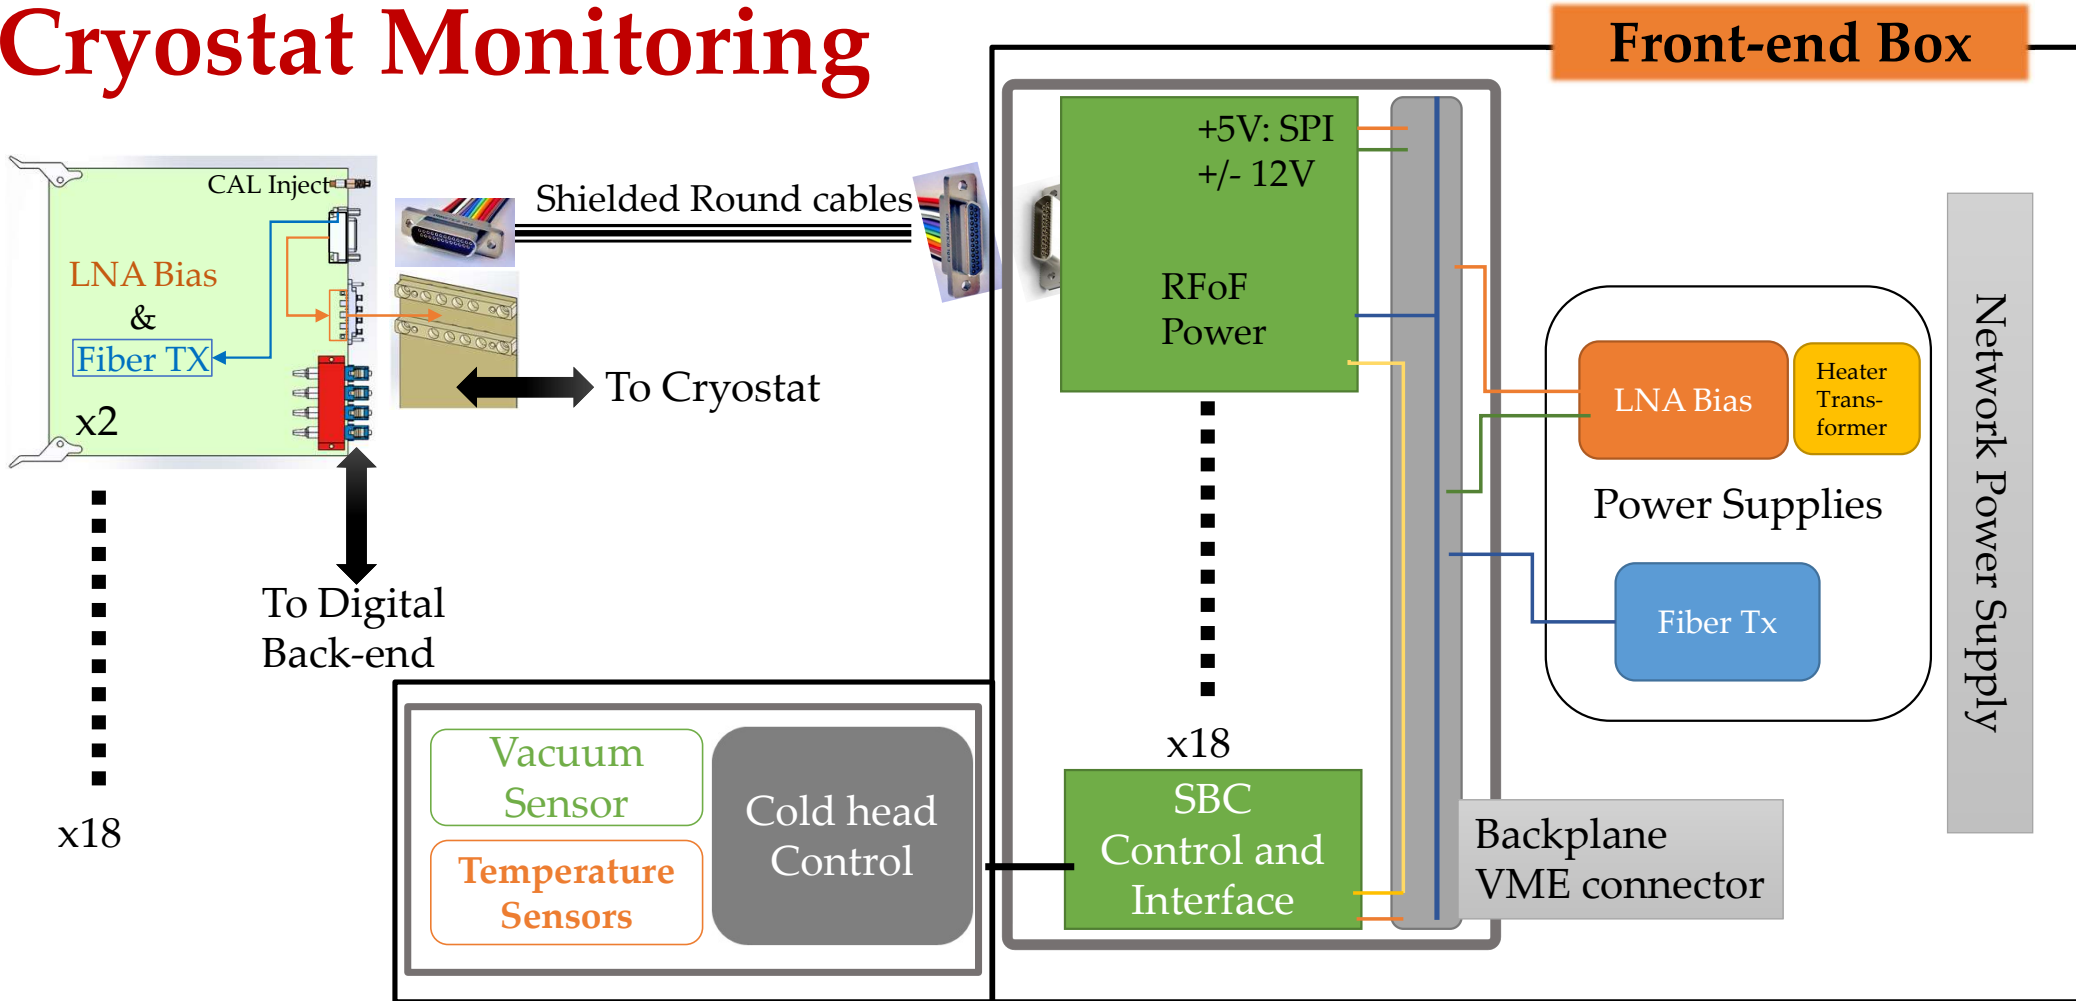 Cryostat Monitoring
Front-end Box
+5V: SPI
+/- 12V
CAL Inject
Shielded Round cables
LNA Bias
&
Fiber TX
x2
RFoF
Power
To Cryostat
LNA Bias
Heater
Trans-
former
Power Supplies
Fiber Tx
Network Power Supply
To Digital
Back-end
x18
x18
Vacuum
Sensor
Temperature
Sensors
Cold head
Control
SBC
Control and
Interface
Backplane
VME connector